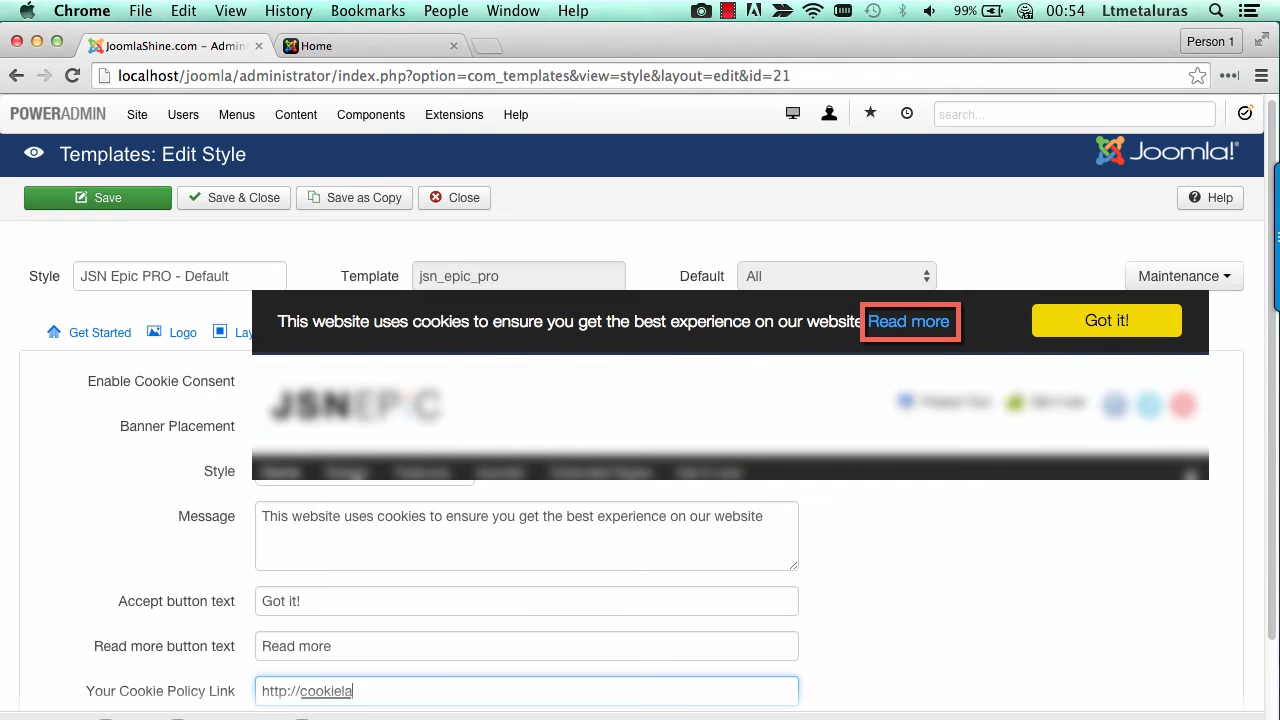 Chrome File Edit View History Bookmarks People Window Help 99% 00:54 Ltmetaluras
JoomlaShine.com - Admini Home Person 1
localhost/joomla/administrator/index.php?option=com_templates&view=style&layout=edit&id=21
POWERADMIN Site Users Menus Content Components Extensions Help search...
Templates: Edit Style Joomla!®
Save Save & Close Save as Copy Close Help
Style JSN Epic PRO - Default Template jsn_epic_pro Default All Maintenance
Get Started Logo Lay
This website uses cookies to ensure you get the best experience on our website Read more Got it!
Enable Cookie Consent
JSNEPIC
Banner Placement
Style
Message This website uses cookies to ensure you get the best experience on our website
Accept button text Got it!
Read more button text Read more
Your Cookie Policy Link http://cookiela